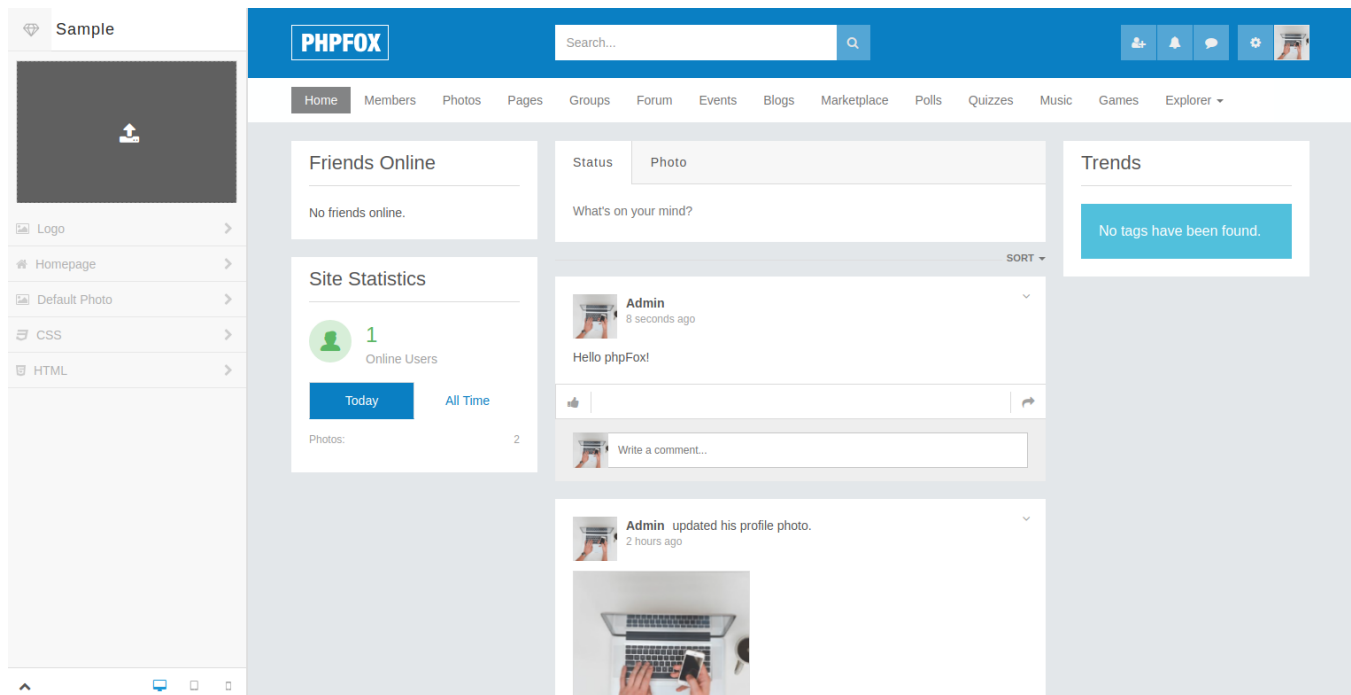 Sample
Logo
Homepage
Default Photo
CSS
HTML
PHPFOX
Search...
Home Members Photos Pages Groups Forum Events Blogs Marketplace Polls Quizzes Music Games Explorer
Friends Online
No friends online.
Site Statistics
1
Online Users
Today All Time
Photos: 2
Status Photo
What's on your mind?
SORT
Admin
8 seconds ago
Hello phpFox!
Write a comment...
Admin updated his profile photo.
2 hours ago
Trends
No tags have been found.